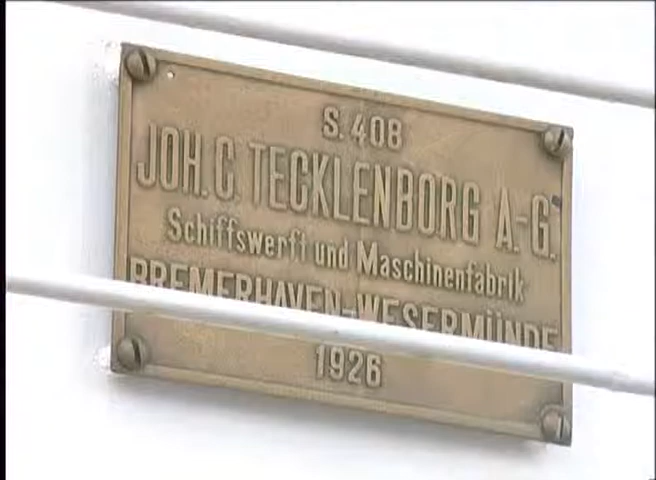 S. 408
JOH. C. TECKLENBORG A.-G.
Schiffswerft und Maschinenfabrik
BREMERHAVEN-WESERMÜNDE
1926